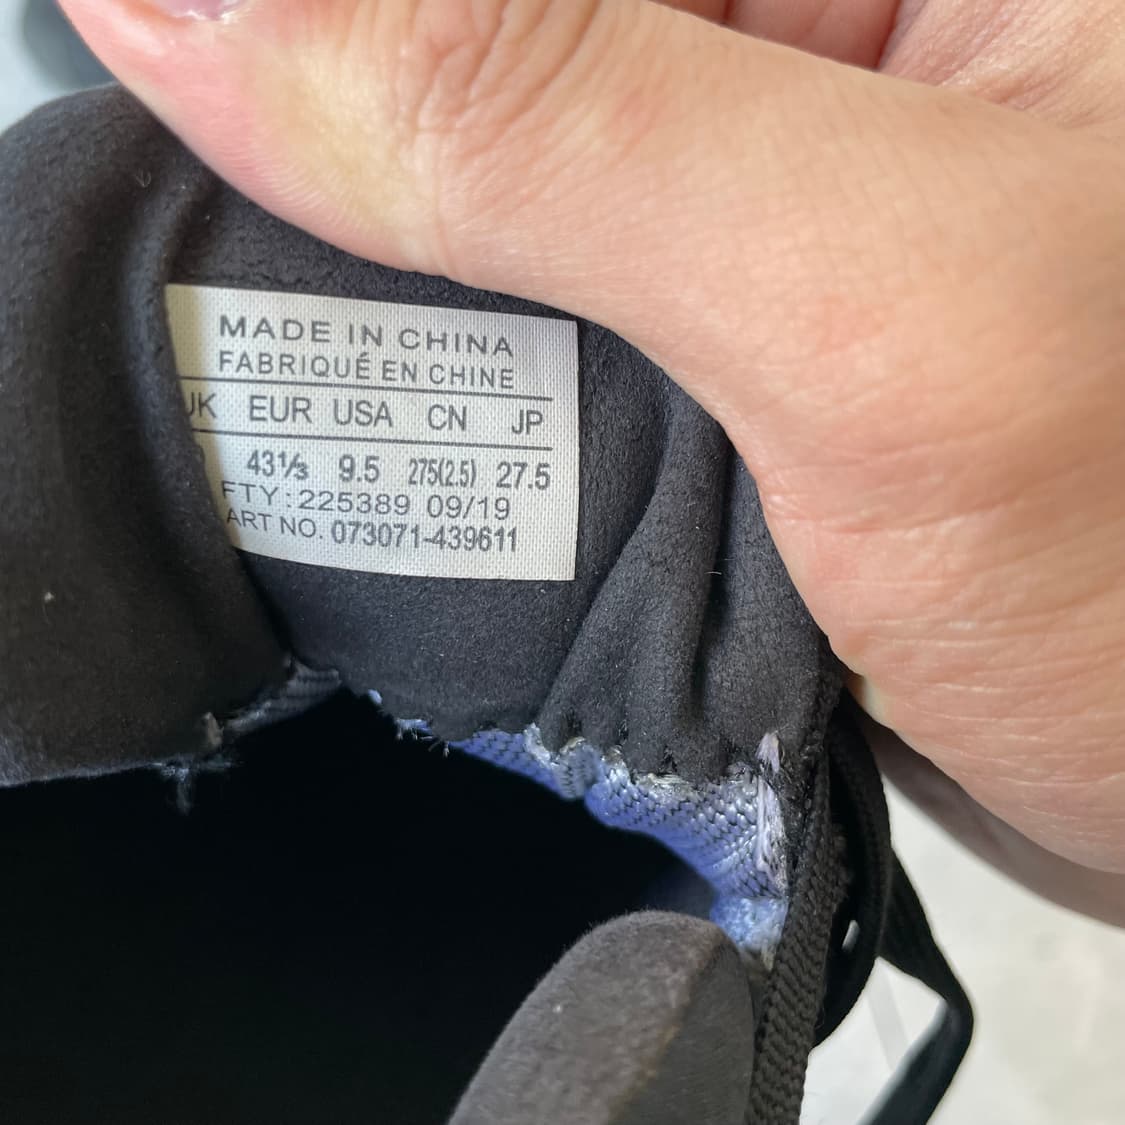 MADE IN CHINA
FABRIQUÉ EN CHINE
UK EUR USA CN JP
43⅓ 9.5 275(2.5) 27.5
FTY: 225389 09/19
ART NO. 073071-439611